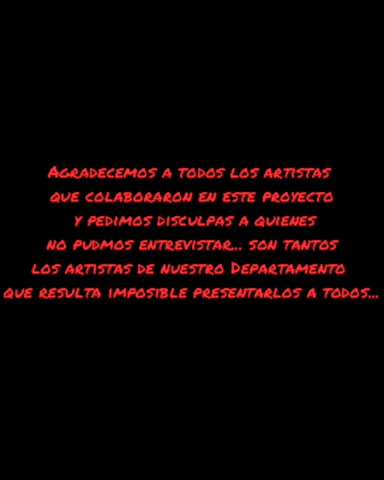 Agradecemos a todos los artistas
que colaboraron en este proyecto
y pedimos disculpas a quienes
no pudmos entrevistar... son tantos
los artistas de nuestro Departamento
que resulta imposible presentarlos a todos...